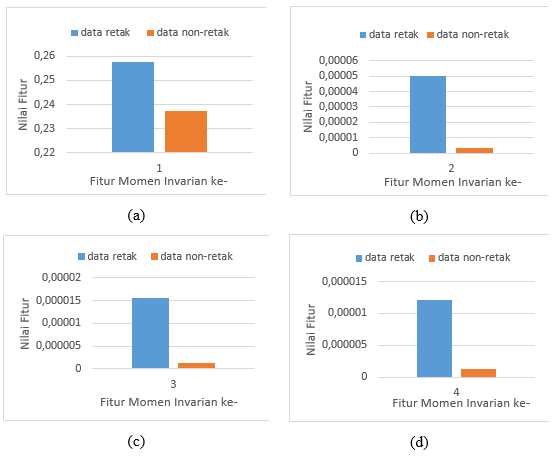 data retak data non-retak
0,26
0,25
0,24
0,23
0,22
Nilai Fitur
1
Fitur Momen Invarian ke-
(a)
data retak data non-retak
0,00006
0,00005
0,00004
0,00003
0,00002
0,00001
0
Nilai Fitur
2
Fitur Momen Invarian ke-
(b)
data retak data non-retak
0,00002
0,000015
0,00001
0,000005
0
Nilai Fitur
3
Fitur Momen Invarian ke-
(c)
data retak data non-retak
0,000015
0,00001
0,000005
0
Nilai Fitur
4
Fitur Momen Invarian ke-
(d)